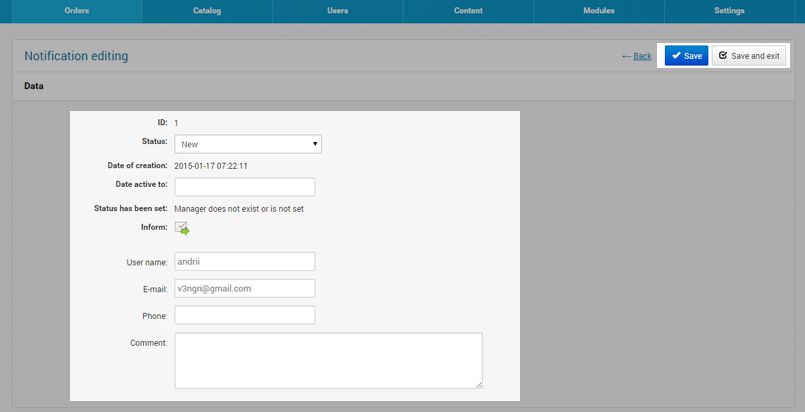 Orders Catalog Users Content Modules Settings
Notification editing ← Back Save Save and exit
Data
ID: 1
Status: New
Date of creation: 2015-01-17 07:22:11
Date active to:
Status has been set: Manager does not exist or is not set
Inform:
User name: andrii
E-mail: v3ngri@gmail.com
Phone:
Comment: